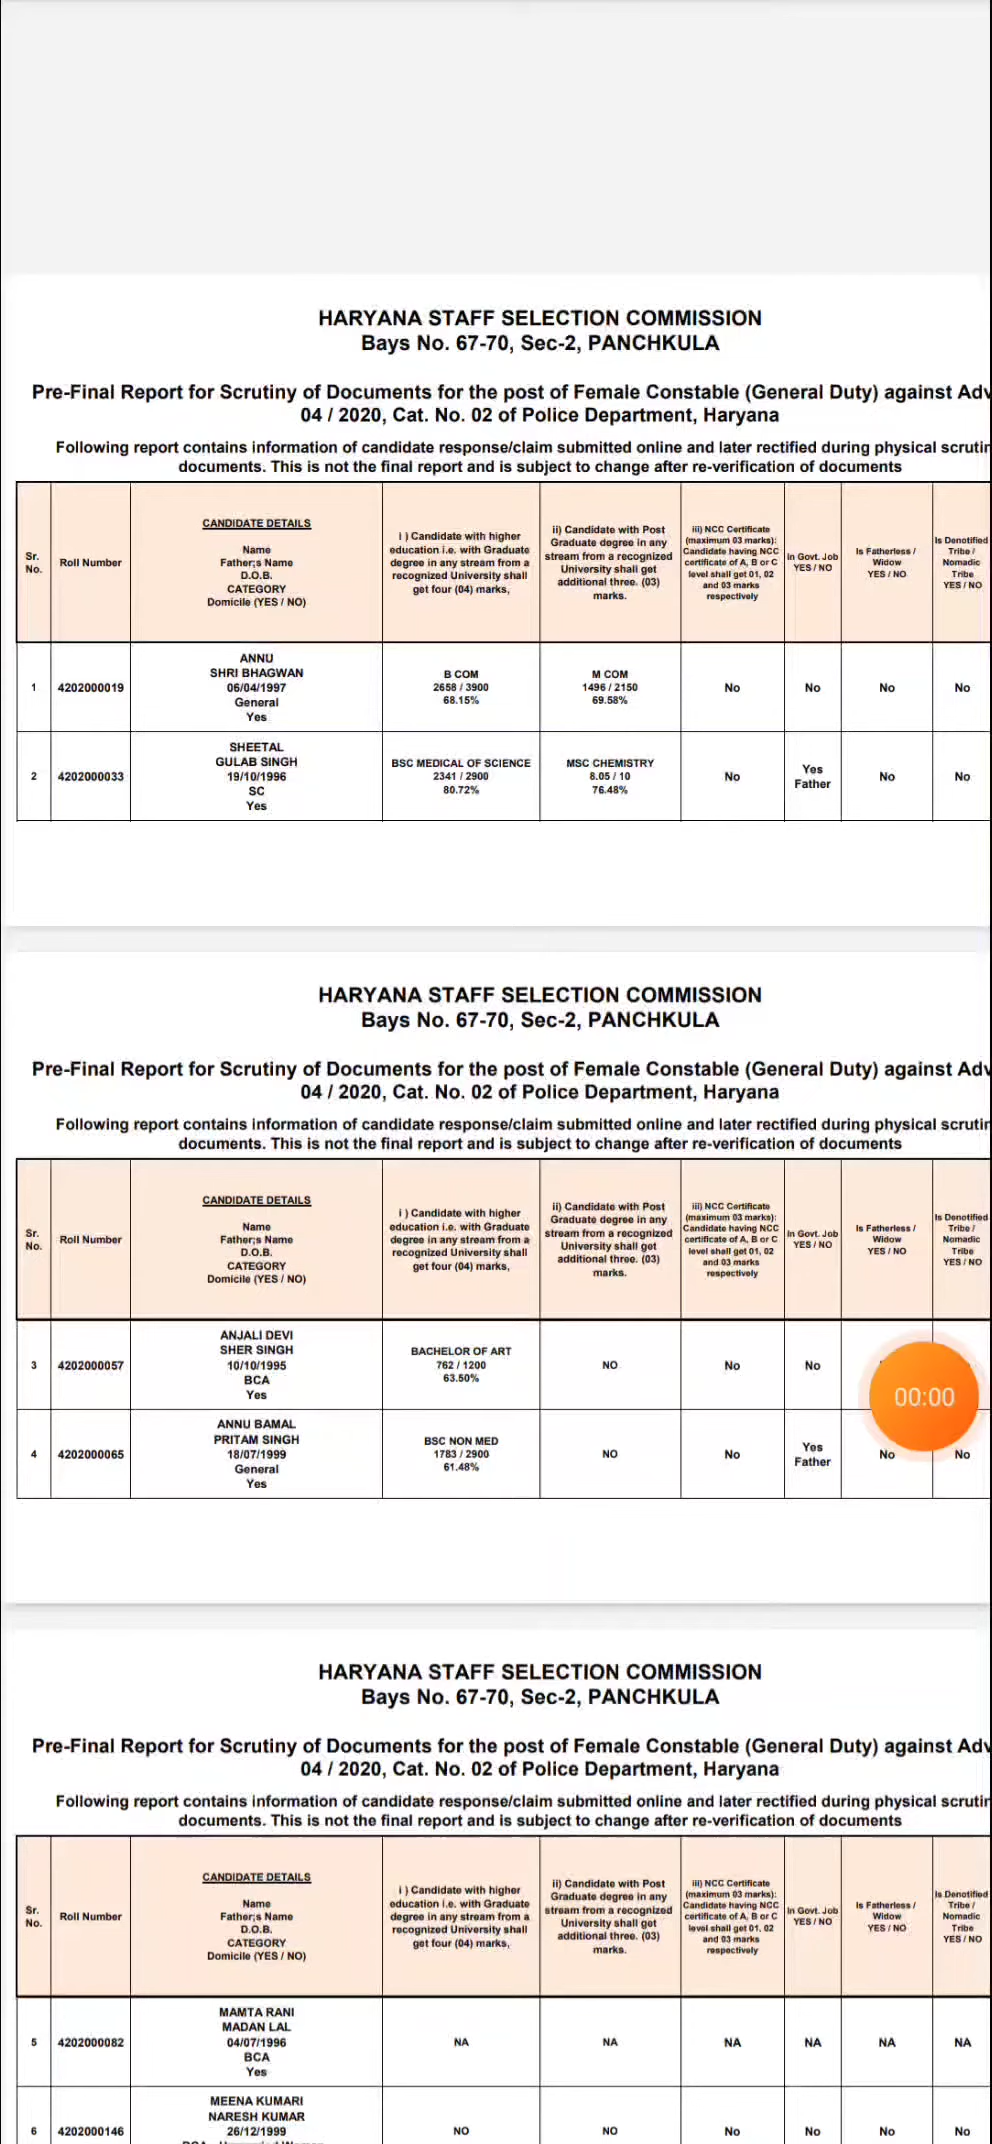 HARYANA STAFF SELECTION COMMISSION
Bays No. 67-70, Sec-2, PANCHKULA
Pre-Final Report for Scrutiny of Documents for the post of Female Constable (General Duty) against Adv
04 / 2020, Cat. No. 02 of Police Department, Haryana
Following report contains information of candidate response/claim submitted online and later rectified during physical scrutin
documents. This is not the final report and is subject to change after re-verification of documents
Sr.
No.
Roll Number
CANDIDATE DETAILS
Name
Father;s Name
D.O.B.
CATEGORY
Domicile (YES / NO)
i ) Candidate with higher
education i.e. with Graduate
degree in any stream from a
recognized University shall
get four (04) marks,
ii) Candidate with Post
Graduate degree in any
stream from a recognized
University shall get
additional three. (03)
marks.
iii) NCC Certificate
(maximum 03 marks):
Candidate having NCC
certificate of A, B or C
level shall get 01, 02
and 03 marks
respectively
In Govt. Job
YES / NO
Is Fatherless /
Widow
YES / NO
Is Denotified
Tribe /
Nomadic
Tribe
YES / NO
1
4202000019
ANNU
SHRI BHAGWAN
06/04/1997
General
Yes
B COM
2658 / 3900
68.15%
M COM
1496 / 2150
69.58%
No
No
No
No
2
4202000033
SHEETAL
GULAB SINGH
19/10/1996
SC
Yes
BSC MEDICAL OF SCIENCE
2341 / 2900
80.72%
MSC CHEMISTRY
8.05 / 10
76.48%
No
Yes
Father
No
No
HARYANA STAFF SELECTION COMMISSION
Bays No. 67-70, Sec-2, PANCHKULA
Pre-Final Report for Scrutiny of Documents for the post of Female Constable (General Duty) against Adv
04 / 2020, Cat. No. 02 of Police Department, Haryana
Following report contains information of candidate response/claim submitted online and later rectified during physical scrutin
documents. This is not the final report and is subject to change after re-verification of documents
Sr.
No.
Roll Number
CANDIDATE DETAILS
Name
Father;s Name
D.O.B.
CATEGORY
Domicile (YES / NO)
i ) Candidate with higher
education i.e. with Graduate
degree in any stream from a
recognized University shall
get four (04) marks,
ii) Candidate with Post
Graduate degree in any
stream from a recognized
University shall get
additional three. (03)
marks.
iii) NCC Certificate
(maximum 03 marks):
Candidate having NCC
certificate of A, B or C
level shall get 01, 02
and 03 marks
respectively
In Govt. Job
YES / NO
Is Fatherless /
Widow
YES / NO
Is Denotified
Tribe /
Nomadic
Tribe
YES / NO
3
4202000057
ANJALI DEVI
SHER SINGH
10/10/1995
BCA
Yes
BACHELOR OF ART
762 / 1200
63.50%
NO
No
No
00:00
4
4202000065
ANNU BAMAL
PRITAM SINGH
18/07/1999
General
Yes
BSC NON MED
1783 / 2900
61.48%
NO
No
Yes
Father
No
No
HARYANA STAFF SELECTION COMMISSION
Bays No. 67-70, Sec-2, PANCHKULA
Pre-Final Report for Scrutiny of Documents for the post of Female Constable (General Duty) against Adv
04 / 2020, Cat. No. 02 of Police Department, Haryana
Following report contains information of candidate response/claim submitted online and later rectified during physical scrutin
documents. This is not the final report and is subject to change after re-verification of documents
Sr.
No.
Roll Number
CANDIDATE DETAILS
Name
Father;s Name
D.O.B.
CATEGORY
Domicile (YES / NO)
i ) Candidate with higher
education i.e. with Graduate
degree in any stream from a
recognized University shall
get four (04) marks,
ii) Candidate with Post
Graduate degree in any
stream from a recognized
University shall get
additional three. (03)
marks.
iii) NCC Certificate
(maximum 03 marks):
Candidate having NCC
certificate of A, B or C
level shall get 01, 02
and 03 marks
respectively
In Govt. Job
YES / NO
Is Fatherless /
Widow
YES / NO
Is Denotified
Tribe /
Nomadic
Tribe
YES / NO
5
4202000082
MAMTA RANI
MADAN LAL
04/07/1996
BCA
Yes
NA
NA
NA
NA
NA
NA
6
4202000146
MEENA KUMARI
NARESH KUMAR
26/12/1999
NO
NO
No
No
No
No